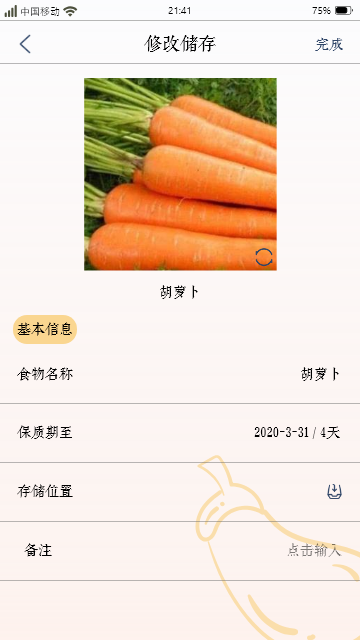 中国移动 21:41 75%
修改储存 完成
胡萝卜
基本信息
食物名称 胡萝卜
保质期至 2020-3-31 / 4天
存储位置
备注 点击输入